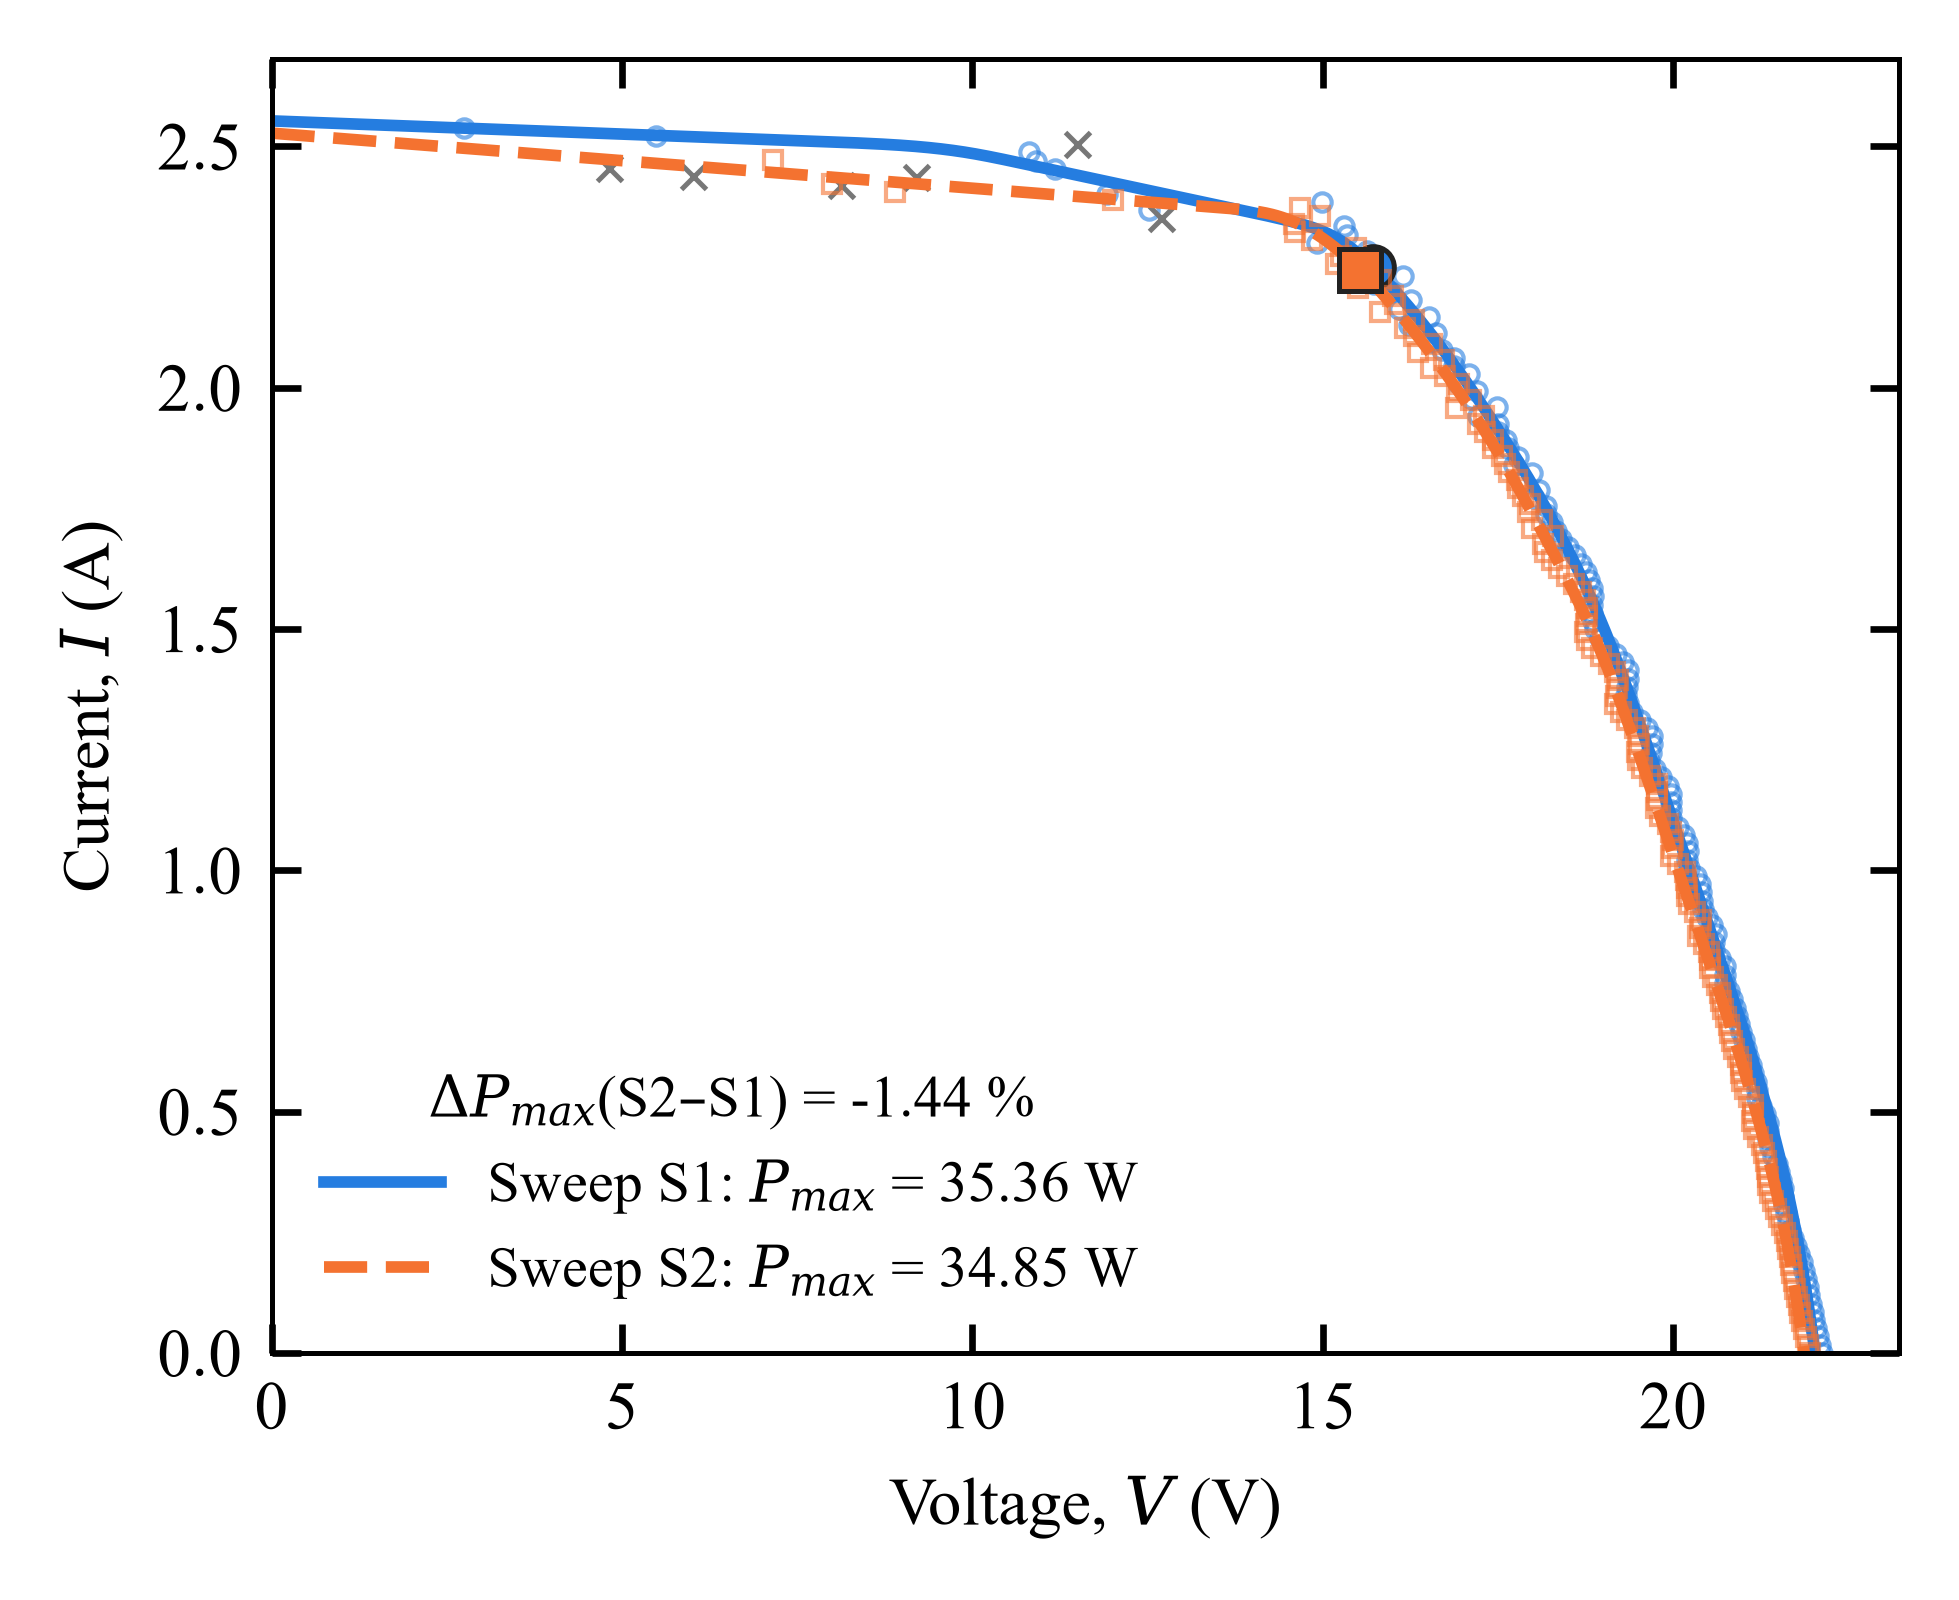 2.5
2.0
1.5
1.0
0.5
0.0
Current, I (A)
ΔPmax(S2−S1) = -1.44 %
Sweep S1: Pmax = 35.36 W
Sweep S2: Pmax = 34.85 W
0 5 10 15 20
Voltage, V (V)